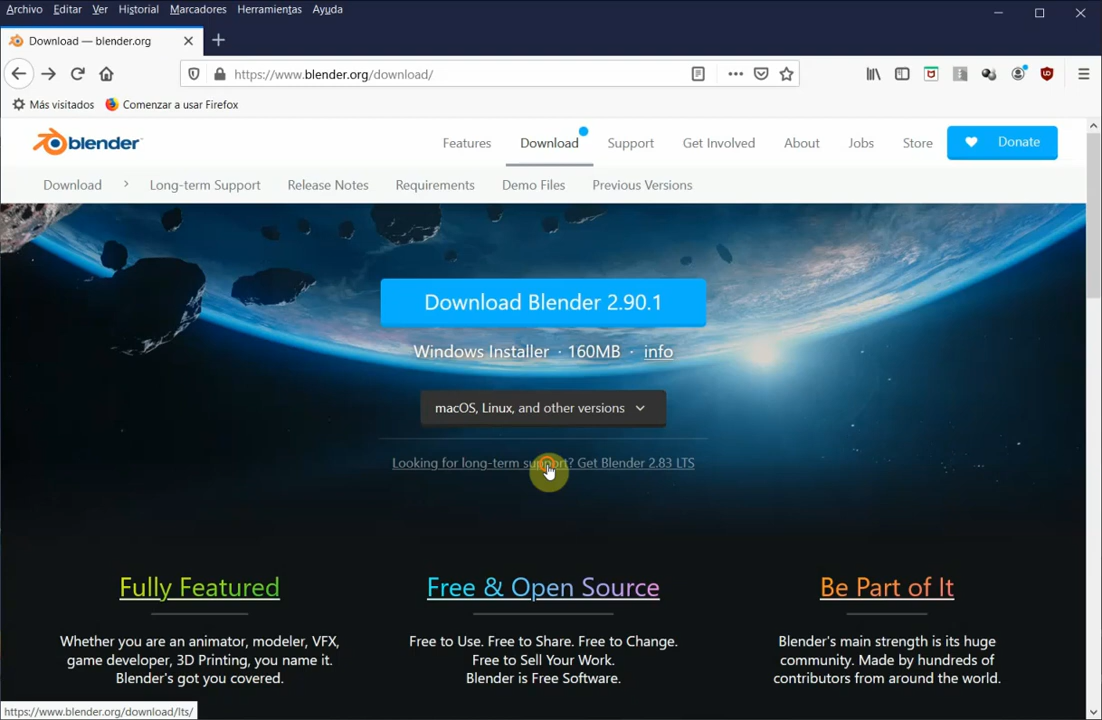 Archivo Editar Ver Historial Marcadores Herramientas Ayuda
Download — blender.org
https://www.blender.org/download/
Más visitados Comenzar a usar Firefox
blender Features Download Support Get Involved About Jobs Store Donate
Download Long-term Support Release Notes Requirements Demo Files Previous Versions
Download Blender 2.90.1
Windows Installer · 160MB · info
macOS, Linux, and other versions
Looking for long-term support? Get Blender 2.83 LTS
Fully Featured Free & Open Source Be Part of It
Whether you are an animator, modeler, VFX, Free to Use. Free to Share. Free to Change. Blender's main strength is its huge
game developer, 3D Printing, you name it. Free to Sell Your Work. community. Made by hundreds of
Blender's got you covered. Blender is Free Software. contributors from around the world.
https://www.blender.org/download/lts/